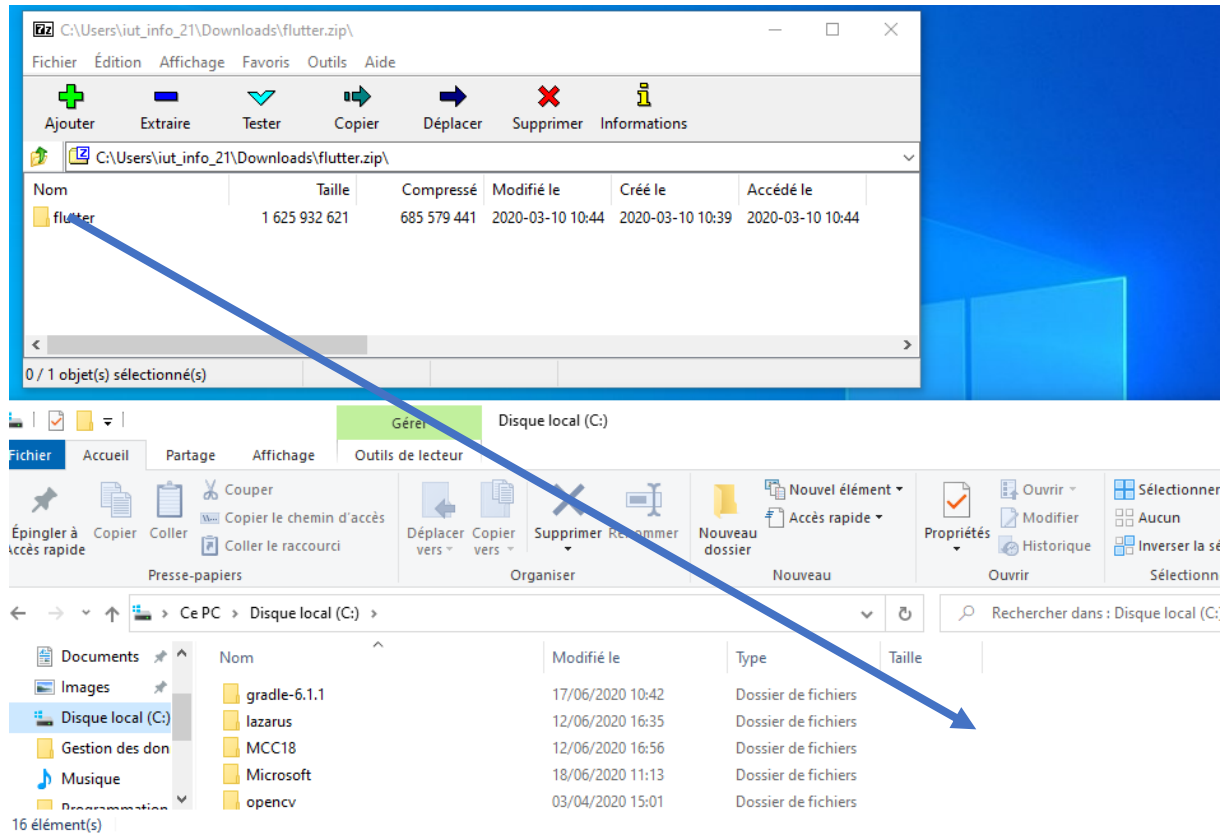 C:\Users\iut_info_21\Downloads\flutter.zip\
Fichier Édition Affichage Favoris Outils Aide
Ajouter Extraire Tester Copier Déplacer Supprimer Informations
C:\Users\iut_info_21\Downloads\flutter.zip\
Nom Taille Compressé Modifié le Créé le Accédé le
flutter 1 625 932 621 685 579 441 2020-03-10 10:44 2020-03-10 10:39 2020-03-10 10:44
0 / 1 objet(s) sélectionné(s)
Gérer Disque local (C:)
Fichier Accueil Partage Affichage Outils de lecteur
Épingler à Accès rapide
Copier
Coller
Couper
Copier le chemin d'accès
Coller le raccourci
Déplacer vers
Copier vers
Supprimer
Renommer
Nouveau dossier
Nouvel élément
Accès rapide
Propriétés
Ouvrir
Modifier
Historique
Sélectionner
Aucun
Inverser la sé
Presse-papiers Organiser Nouveau Ouvrir Sélectionn
Ce PC > Disque local (C:) > Rechercher dans : Disque local (C:)
Documents
Images
Disque local (C:)
Gestion des don
Musique
Programmation
Nom Modifié le Type Taille
gradle-6.1.1 17/06/2020 10:42 Dossier de fichiers
lazarus 12/06/2020 16:35 Dossier de fichiers
MCC18 12/06/2020 16:56 Dossier de fichiers
Microsoft 18/06/2020 11:13 Dossier de fichiers
opencv 03/04/2020 15:01 Dossier de fichiers
16 élément(s)